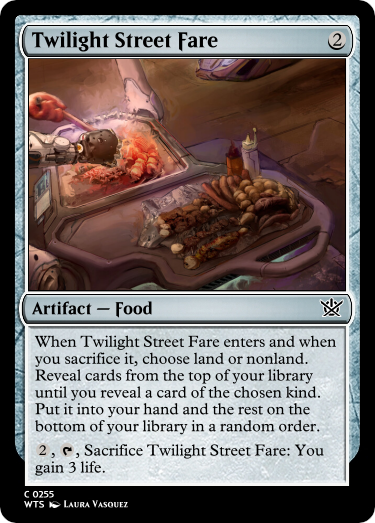 Twilight Street Fare 2
Artifact — Food
When Twilight Street Fare enters and when
you sacrifice it, choose land or nonland.
Reveal cards from the top of your library
until you reveal a card of the chosen kind.
Put it into your hand and the rest on the
bottom of your library in a random order.
2, , Sacrifice Twilight Street Fare: You
gain 3 life.
C 0255
WTS Laura Vasquez